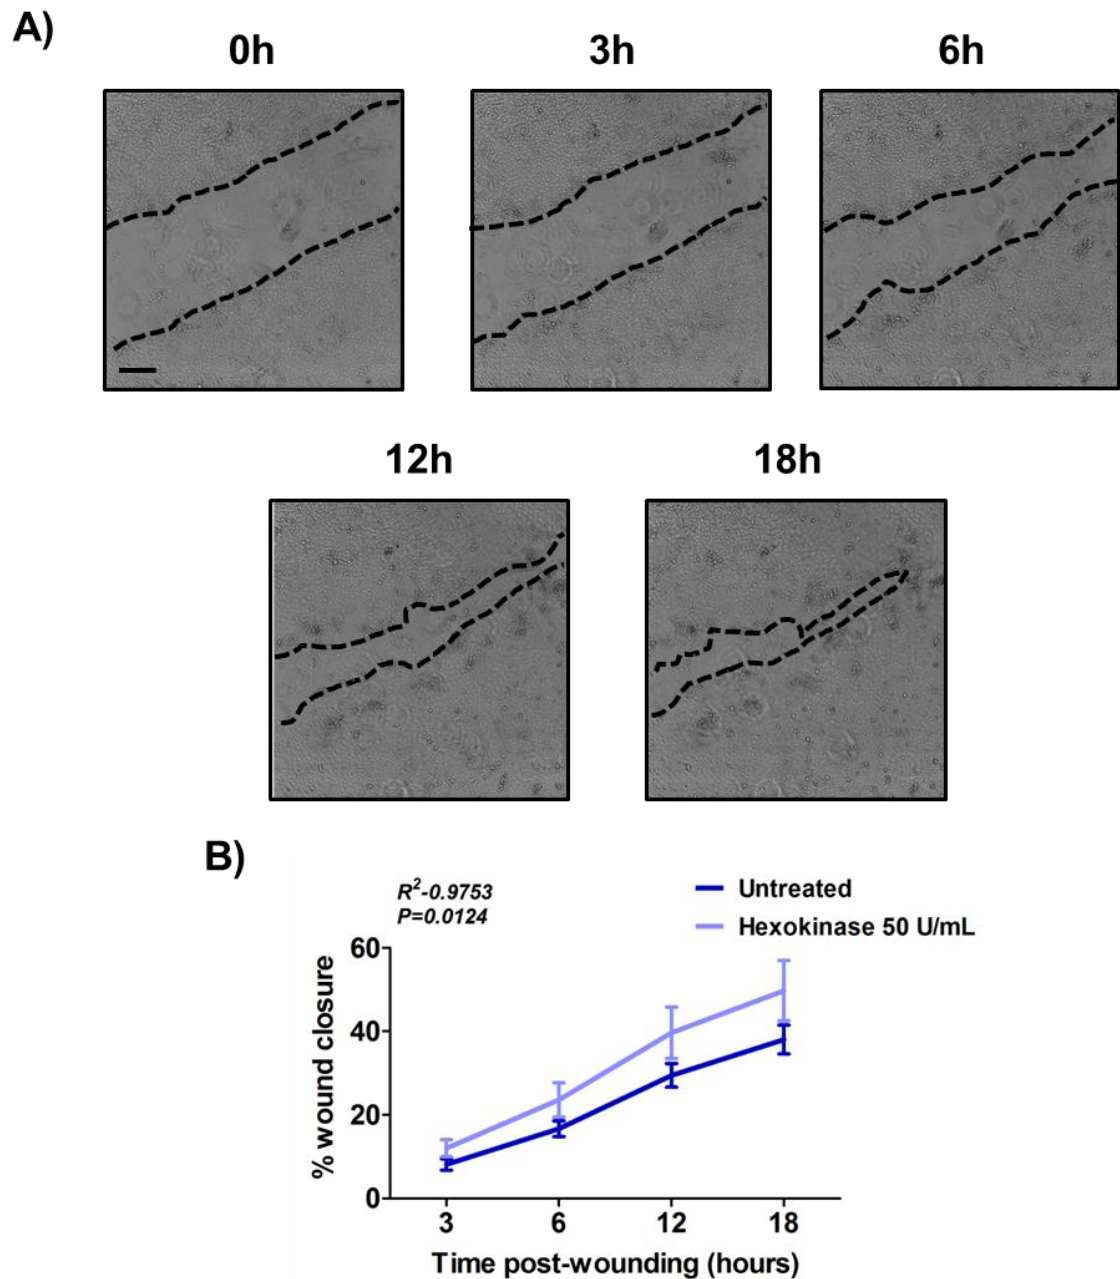 A)
0h
3h
6h
12h
18h
B)
R²-0.9753
P=0.0124
Untreated
Hexokinase 50 U/mL
% wound closure
60
40
20
0
3
6
12
18
Time post-wounding (hours)